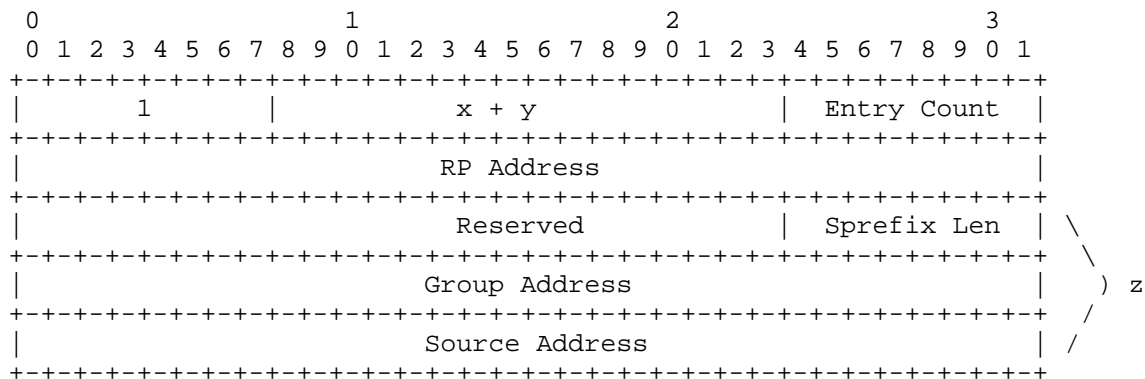 0                   1                   2                   3
 0 1 2 3 4 5 6 7 8 9 0 1 2 3 4 5 6 7 8 9 0 1 2 3 4 5 6 7 8 9 0 1
+-+-+-+-+-+-+-+-+-+-+-+-+-+-+-+-+-+-+-+-+-+-+-+-+-+-+-+-+-+-+-+-+
|       1       |           x + y               |  Entry Count  |
+-+-+-+-+-+-+-+-+-+-+-+-+-+-+-+-+-+-+-+-+-+-+-+-+-+-+-+-+-+-+-+-+
|                          RP Address                           |
+-+-+-+-+-+-+-+-+-+-+-+-+-+-+-+-+-+-+-+-+-+-+-+-+-+-+-+-+-+-+-+-+
|                           Reserved            |  Sprefix Len  | \
+-+-+-+-+-+-+-+-+-+-+-+-+-+-+-+-+-+-+-+-+-+-+-+-+-+-+-+-+-+-+-+-+  \
|                         Group Address                         |   ) z
+-+-+-+-+-+-+-+-+-+-+-+-+-+-+-+-+-+-+-+-+-+-+-+-+-+-+-+-+-+-+-+-+  /
|                         Source Address                        | /
+-+-+-+-+-+-+-+-+-+-+-+-+-+-+-+-+-+-+-+-+-+-+-+-+-+-+-+-+-+-+-+-+